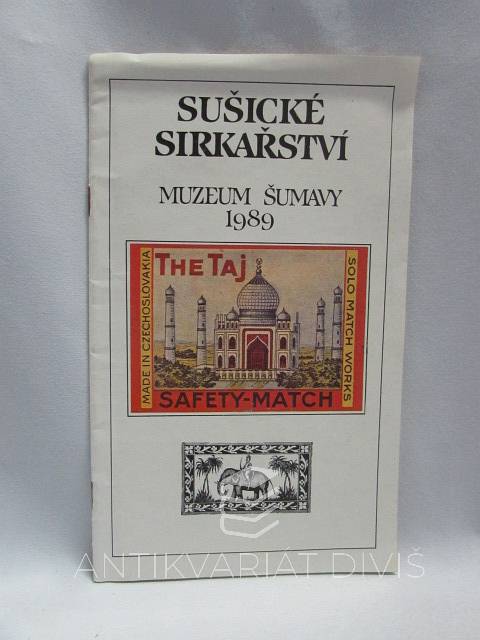 SUŠICKÉ
SIRKAŘSTVÍ
MUZEUM ŠUMAVY
1989
THE TAJ
MADE IN CZECHOSLOVAKIA
SOLO MATCH WORKS
SAFETY-MATCH
ANTIKVARIÁT DIVIŠ